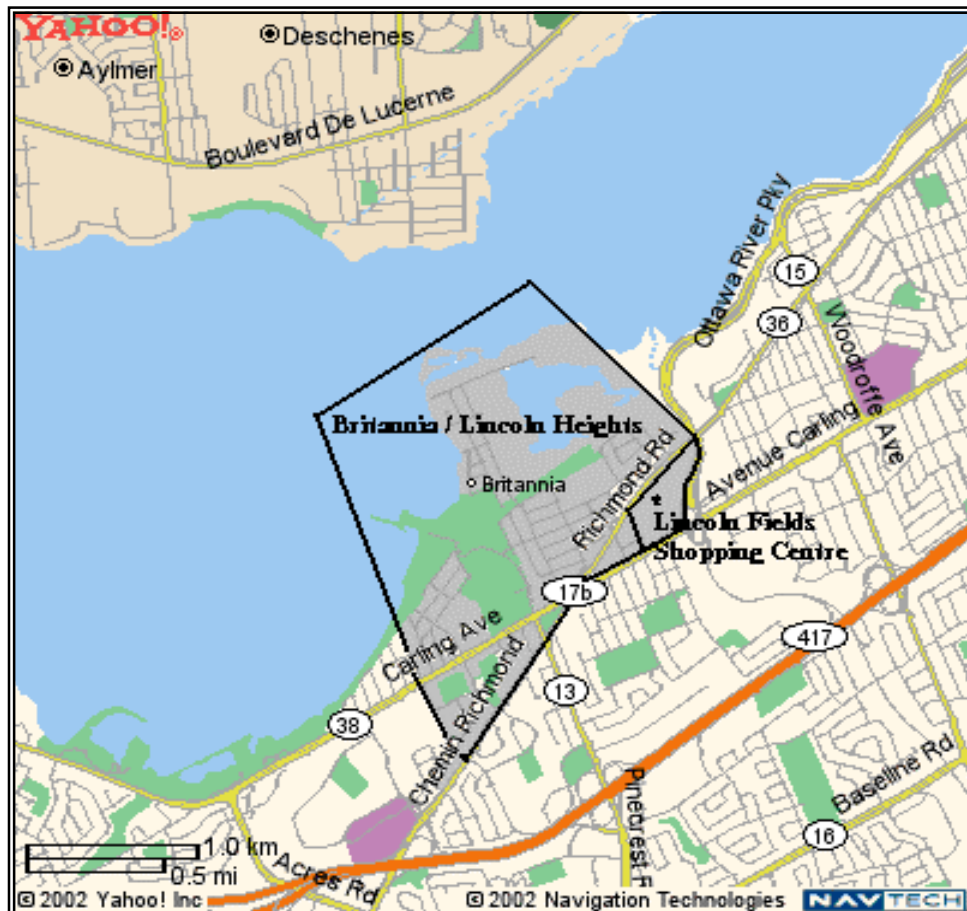 YAHOO!®
Deschenes
Aylmer
Boulevard De Lucerne
Ottawa River Pky
15
36
Woodroffe Ave
Britannia / Lincoln Heights
Richmond Rd
Avenue Carling
Britannia
Lincoln Fields
Shopping Centre
17b
417
Carling Ave
Chemin Richmond
13
38
Pinecrest R
Baseline Rd
16
1.0 km
0.5 mi
Acres Rd
© 2002 Yahoo! Inc
© 2002 Navigation Technologies
NAVTECH